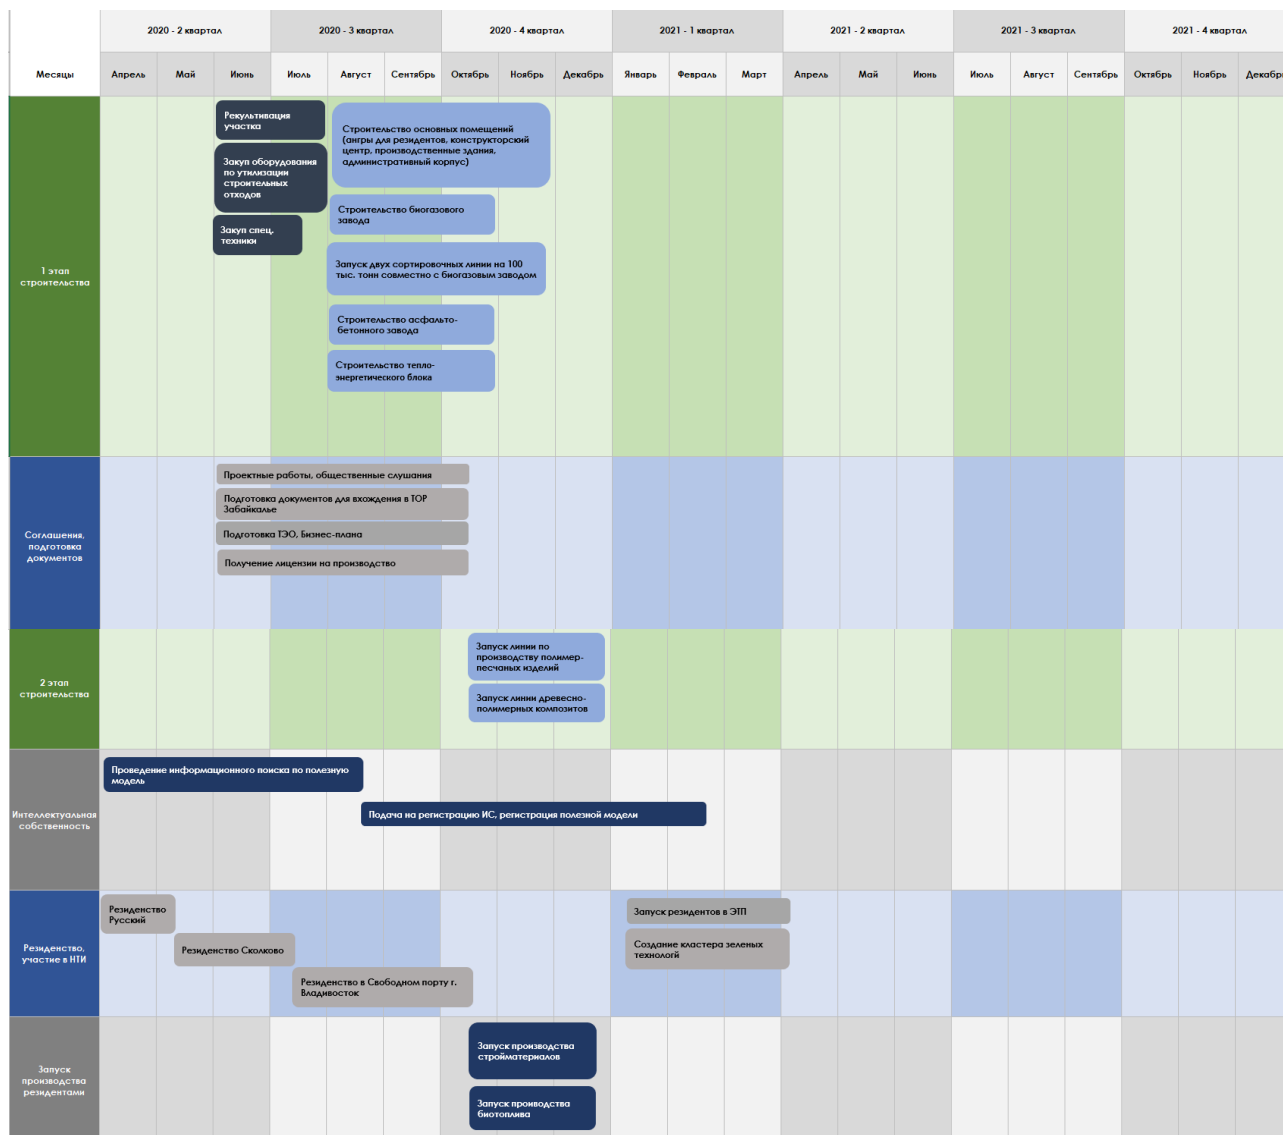 2020 - 2 квартал
2020 - 3 квартал
2020 - 4 квартал
2021 - 1 квартал
2021 - 2 квартал
2021 - 3 квартал
2021 - 4 квартал
Месяцы
Апрель
Май
Июнь
Июль
Август
Сентябрь
Октябрь
Ноябрь
Декабрь
Январь
Февраль
Март
Апрель
Май
Июнь
Июль
Август
Сентябрь
Октябрь
Ноябрь
Декабрь
1 этап
строительства
Рекультивация
участка
Закуп оборудования
по утилизации
строительных
отходов
Закуп спец.
техники
Строительство основных помещений
(ангры для резидентов, конструкторский
центр, производственные здания,
административный корпус)
Строительство биогазового
завода
Запуск двух сортировочных линии на 100
тыс. тонн совместно с биогазовым заводом
Строительство асфальто-
бетонного завода
Строительство тепло-
энергетического блока
Соглашения,
подготовка
документов
Проектные работы, общественные слушания
Подготовка документов для вхождения в ТОР
Забайкалье
Подготовка ТЭО, Бизнес-плана
Получение лицензии на производство
2 этап
строительства
Запуск линии по
производству полимер-
песчаных изделий
Запуск линии древесно-
полимерных композитов
Интеллектуальная
собственность
Проведение информационного поиска по полезную
модель
Подача на регистрацию ИС, регистрация полезной модели
Резиденство,
участие в НТИ
Резиденство
Русский
Резиденство Сколково
Резиденство в Свободном порту г.
Владивосток
Запуск резидентов в ЭТП
Создание кластера зеленых
технологй
Запуск
производства
резидентами
Запуск производства
стройматериалов
Запуск проиводства
биотоплива